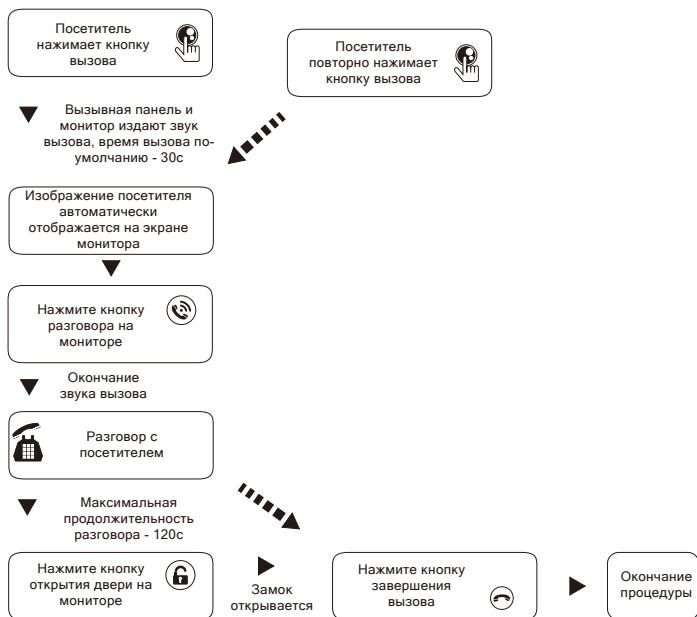 Посетитель
нажимает кнопку
вызова
Посетитель
повторно нажимает
кнопку вызова
Вызывная панель и
монитор издают звук
вызова, время вызова по-
умолчанию - 30с
Изображение посетителя
автоматически
отображается на экране
монитора
Нажмите кнопку
разговора на
мониторе
Окончание
звука вызова
Разговор с
посетителем
Максимальная
продолжительность
разговора - 120с
Нажмите кнопку
открытия двери на
мониторе
Замок
открывается
Нажмите кнопку
завершения
вызова
Окончание
процедуры